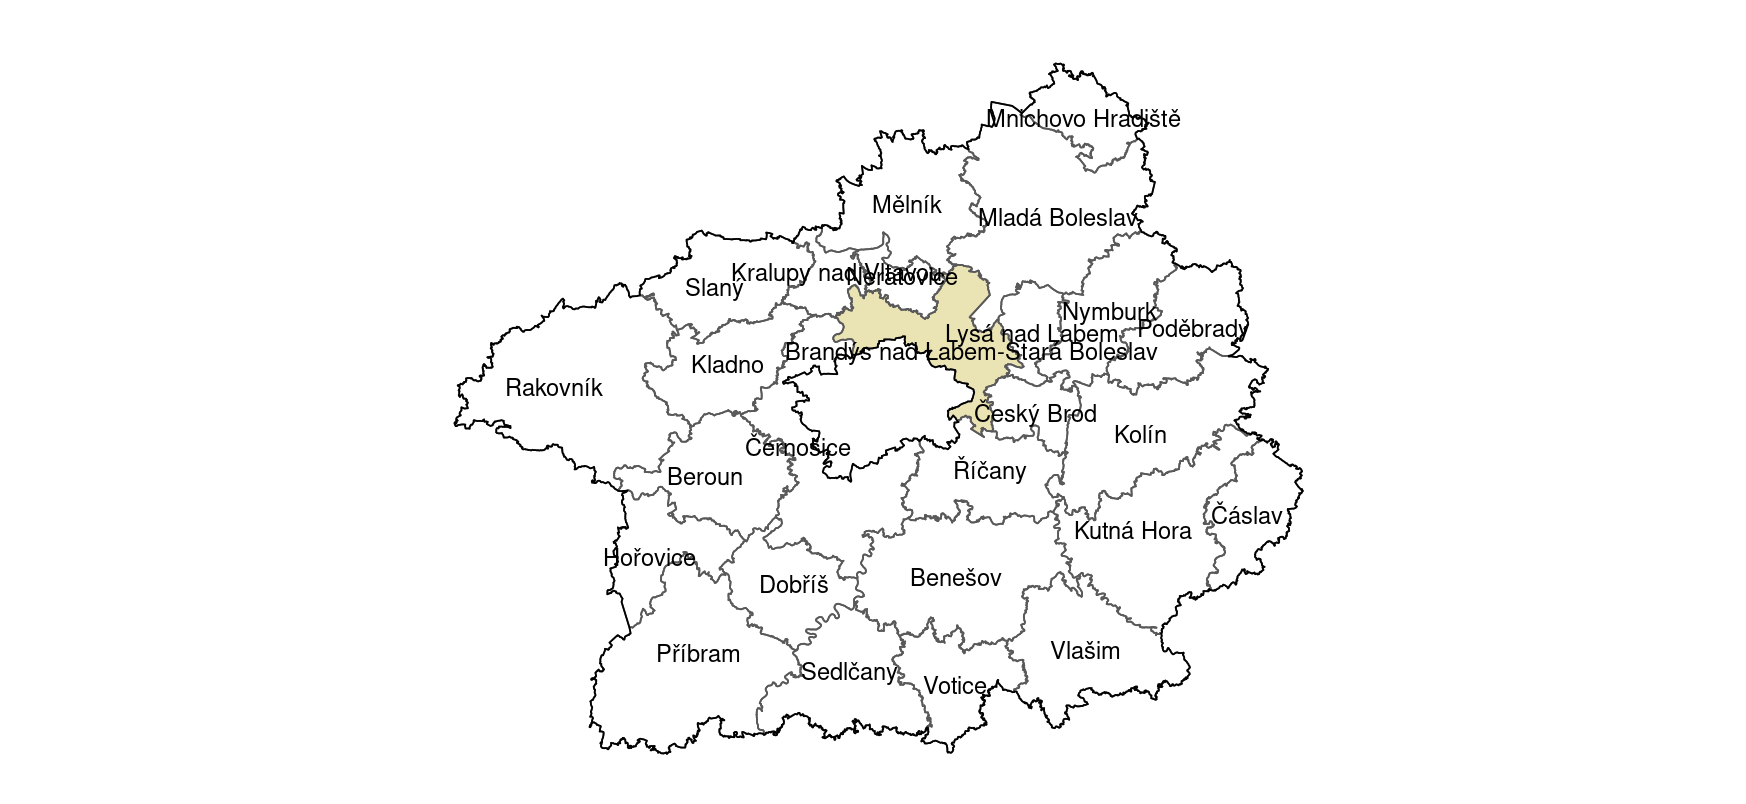 Mnichovo Hradiště
Mělník
Mladá Boleslav
Kralupy nad Vltavou
Neratovice
Slaný
Nymburk
Poděbrady
Lysá nad Labem
Brandýs nad Labem-Stará Boleslav
Kladno
Rakovník
Český Brod
Kolín
Černošice
Říčany
Beroun
Čáslav
Kutná Hora
Hořovice
Benešov
Dobříš
Vlašim
Příbram
Sedlčany
Votice